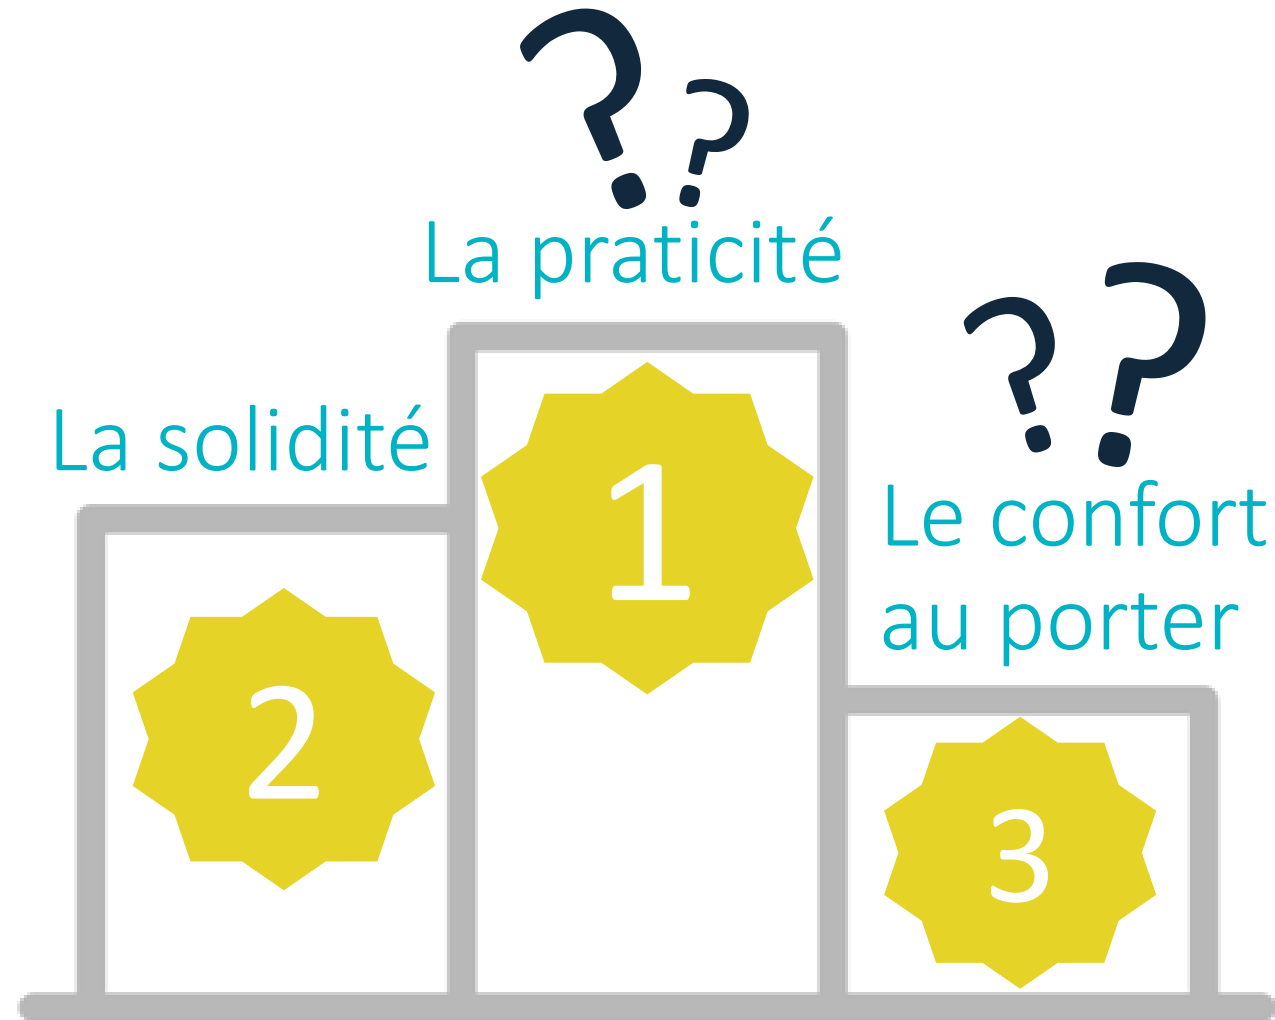 ??
La praticité
??
La solidité
1
Le confort
au porter
2
3